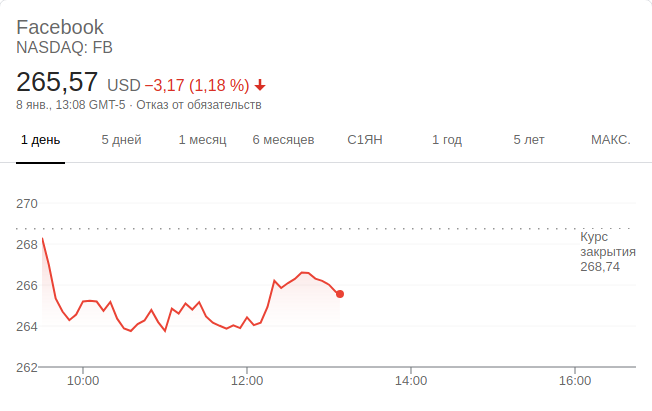 Facebook
NASDAQ: FB
265,57 USD −3,17 (1,18 %)
8 янв., 13:08 GMT-5 · Отказ от обязательств
1 день 5 дней 1 месяц 6 месяцев С1ЯН 1 год 5 лет МАКС.
270
268
266
264
262
Курс
закрытия
268,74
10:00 12:00 14:00 16:00